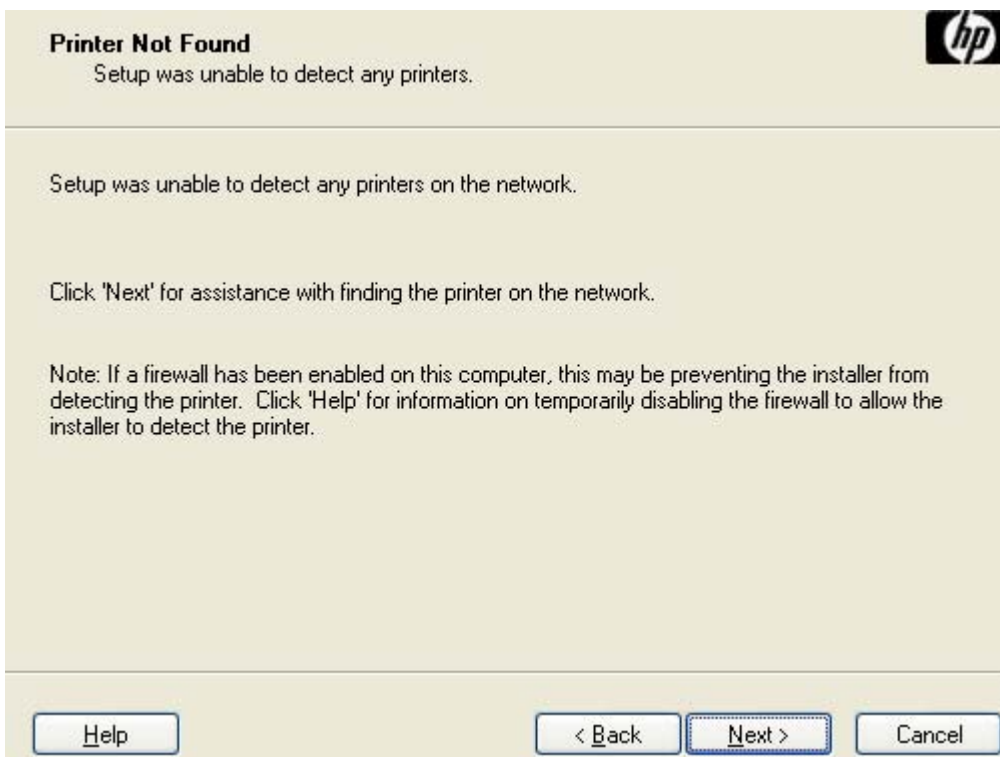 Printer Not Found
hp
Setup was unable to detect any printers.
Setup was unable to detect any printers on the network.
Click 'Next' for assistance with finding the printer on the network.
Note: If a firewall has been enabled on this computer, this may be preventing the installer from
detecting the printer. Click 'Help' for information on temporarily disabling the firewall to allow the
installer to detect the printer.
Help
< Back
Next >
Cancel